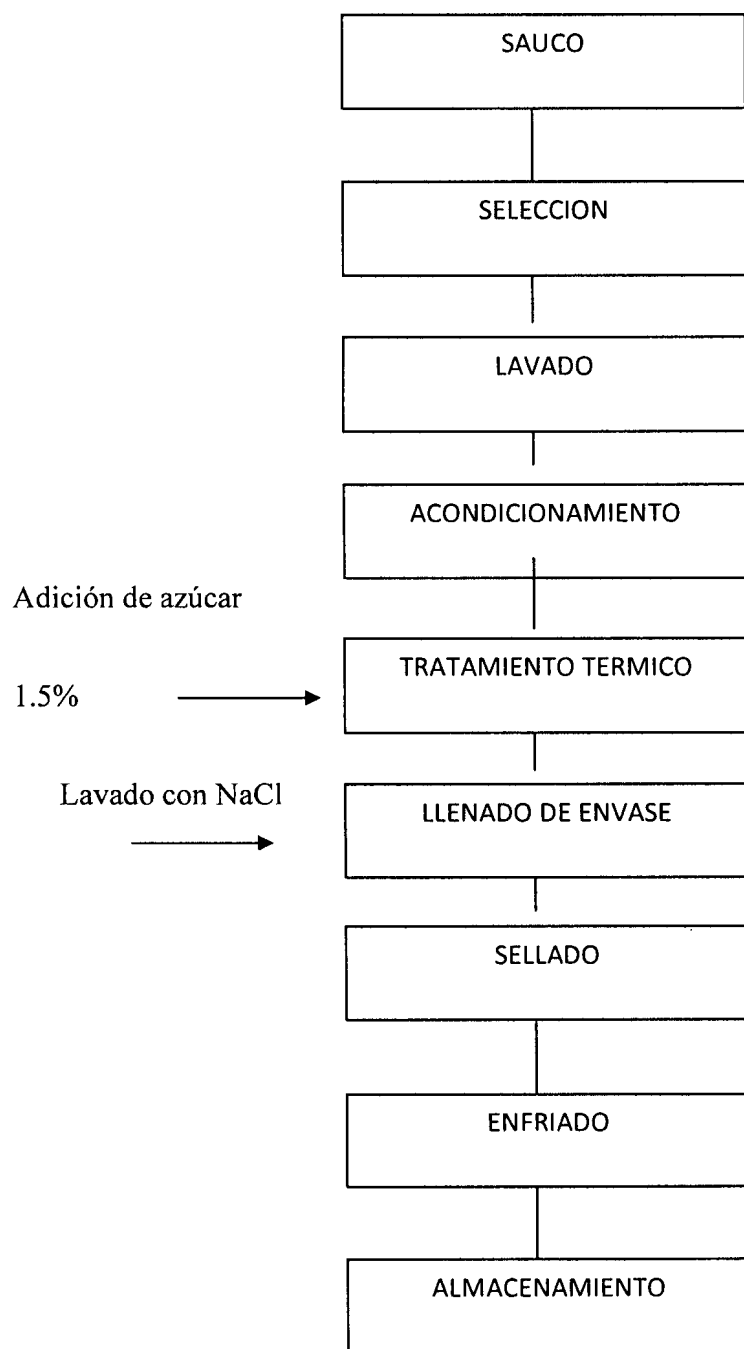 SAUCO
SELECCION
LAVADO
ACONDICIONAMIENTO
Adición de azúcar
TRATAMIENTO TERMICO
1.5%
Lavado con NaCl
LLENADO DE ENVASE
SELLADO
ENFRIADO
ALMACENAMIENTO